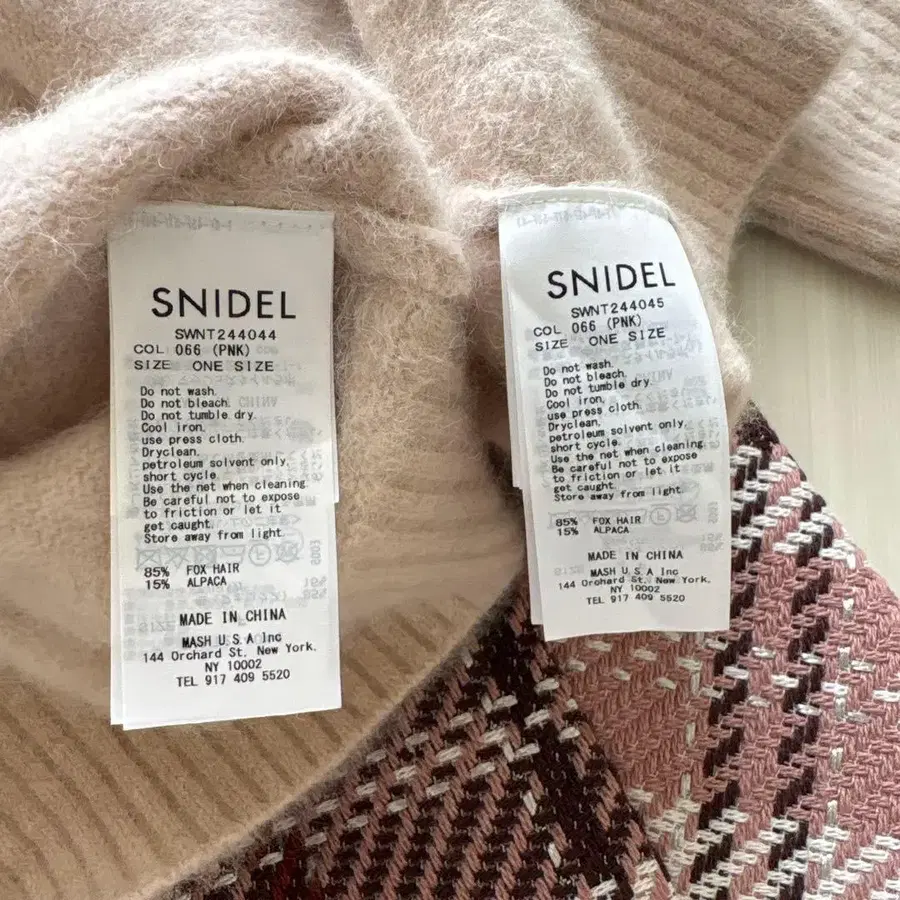 SNIDEL
SWNT244044
COL 066 (PNK)
SIZE ONE SIZE
Do not wash.
Do not bleach.
Do not tumble dry.
Cool iron.
use press cloth.
Dryclean.
petroleum solvent only.
short cycle.
Use the net when cleaning
Be careful not to expose
to friction or let it
get caught.
Store away from light.
85% FOX HAIR
15% ALPACA
MADE IN CHINA
MASH U.S.A Inc
144 Orchard St. New York.
NY 10002
TEL 917 409 5520
SNIDEL
SWNT244045
COL 066 (PNK)
SIZE ONE SIZE
Do not wash.
Do not bleach.
Do not tumble dry.
Cool iron.
use press cloth.
Dryclean.
petroleum solvent only.
short cycle.
Use the net when cleaning.
Be careful not to expose
to friction or let it
get caught.
Store away from light.
85% FOX HAIR
15% ALPACA
MADE IN CHINA
MASH U.S.A Inc
144 Orchard St. New York.
NY 10002
TEL 917 409 5520